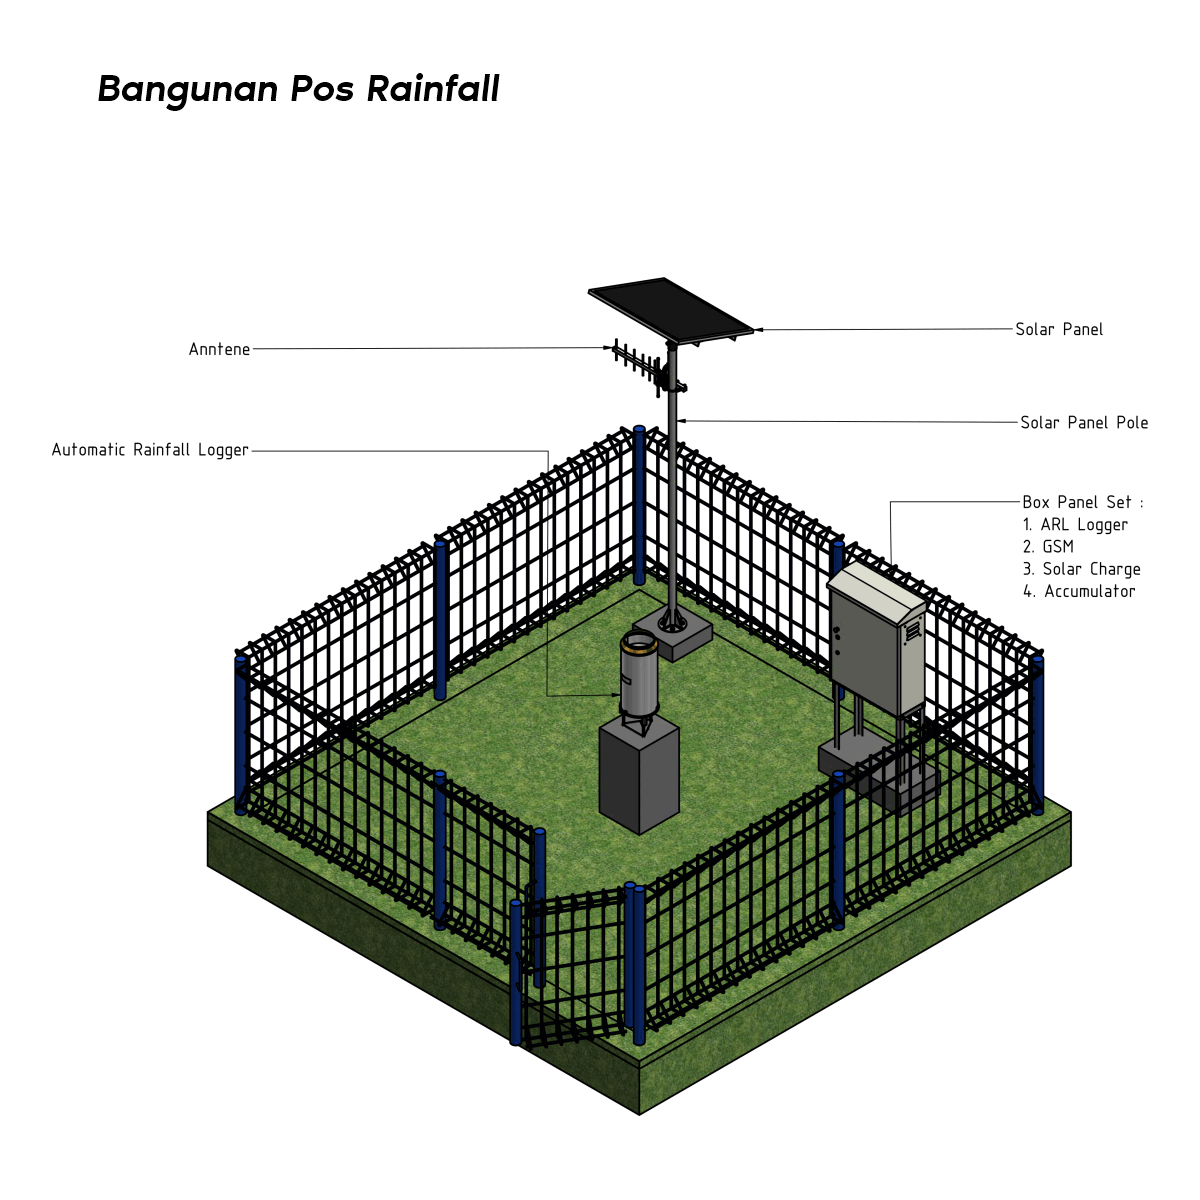 Bangunan Pos Rainfall
Solar Panel
Anntene
Solar Panel Pole
Automatic Rainfall Logger
Box Panel Set :
1. ARL Logger
2. GSM
3. Solar Charge
4. Accumulator